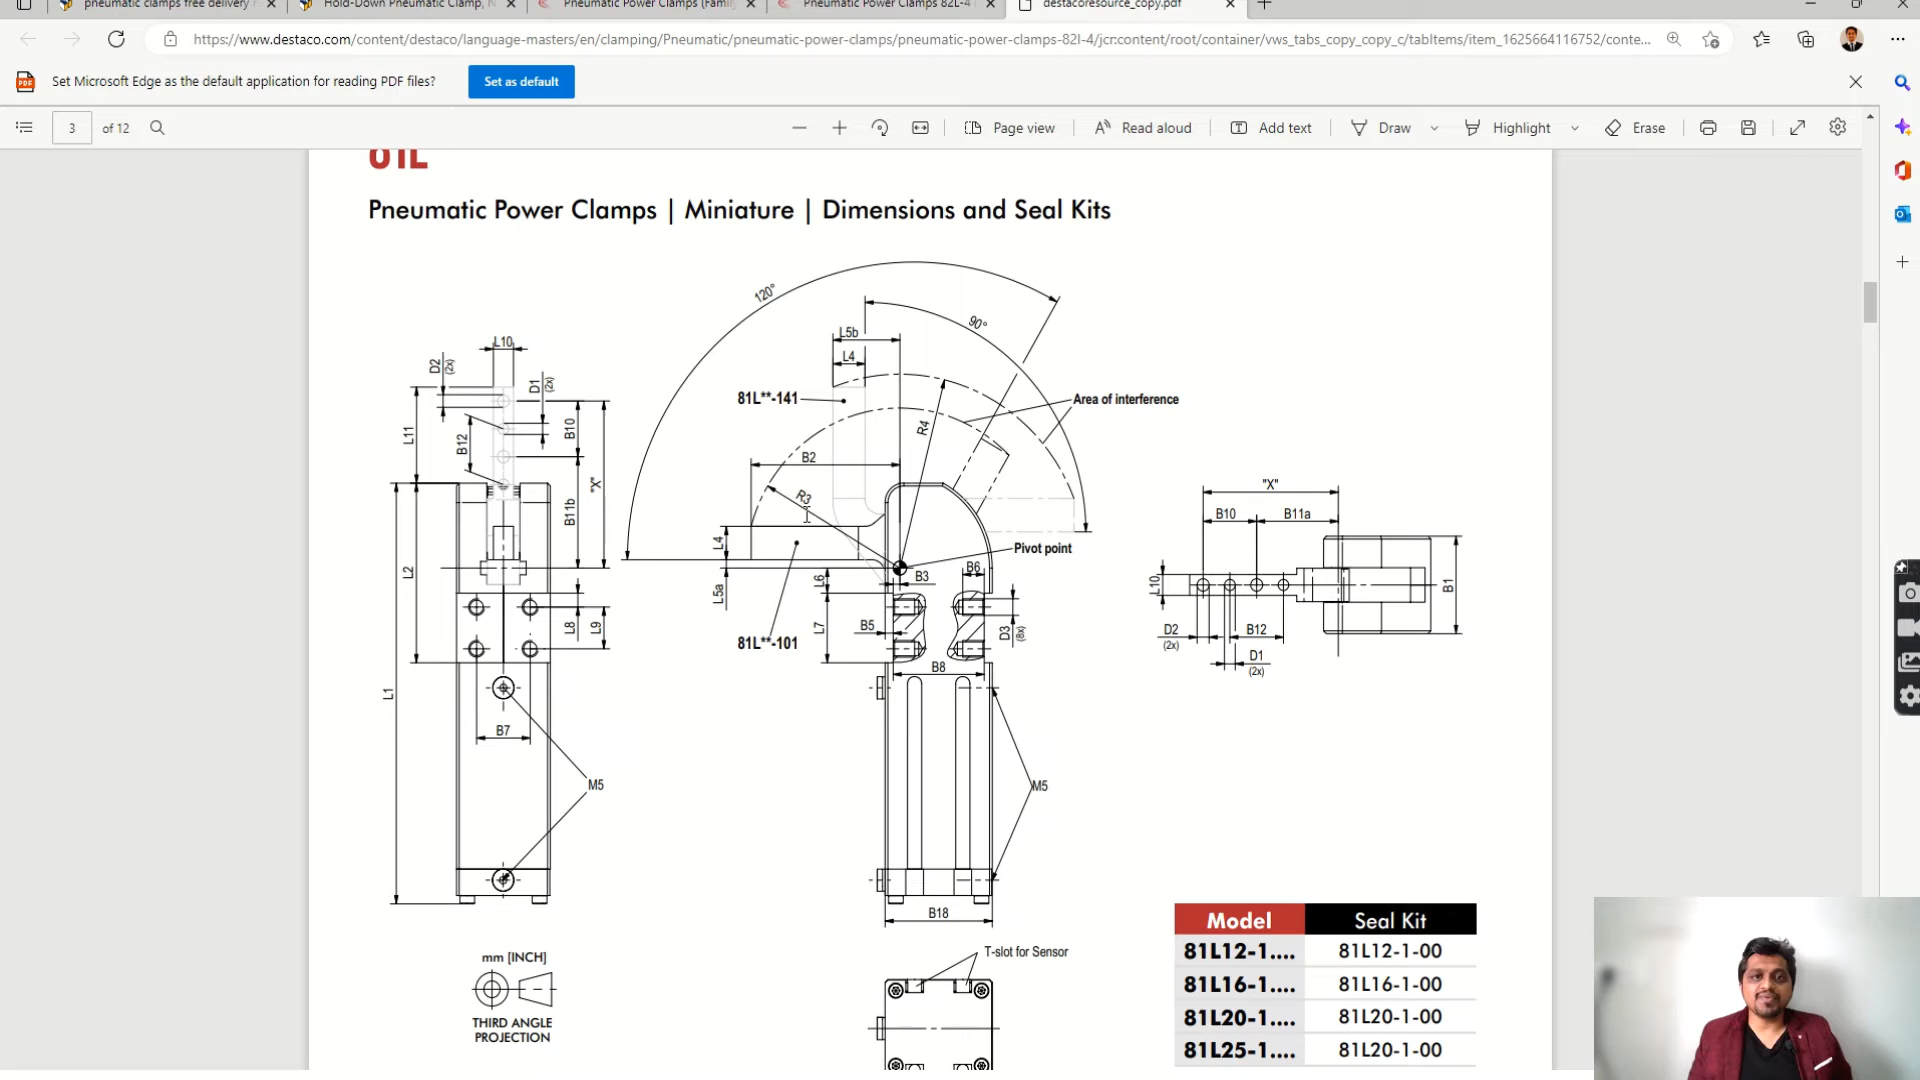 pneumatic clamps free delivery
Hold-Down Pneumatic Clamp, N
Pneumatic Power Clamps (Famil
Pneumatic Power Clamps 82L-4
destacoresource_copy.pdf
https://www.destaco.com/content/destaco/language-masters/en/clamping/Pneumatic/pneumatic-power-clamps/pneumatic-power-clamps-82l-4/jcr:content/root/container/vws_tabs_copy_copy_c/tabItems/item_1625664116752/conte...
PDF
Set Microsoft Edge as the default application for reading PDF files?
Set as default
3 of 12
Page view
Read aloud
Add text
Draw
Highlight
Erase
81L
Pneumatic Power Clamps | Miniature | Dimensions and Seal Kits
120°
90°
L5b
L4
L10
D2
(2x)
D1
(2x)
81L**-141
Area of interference
R4
L11
B12
B10
"X"
B2
R3
B11b
"X"
B10
B11a
L4
Pivot point
L2
L5a
L6
B3
B6
L10
B1
B5
L7
D3
(8x)
L8
L9
D2
(2x)
B12
D1
(2x)
81L**-101
B8
L1
B7
M5
M5
B18
T-slot for Sensor
mm [INCH]
THIRD ANGLE
PROJECTION
Model Seal Kit
81L12-1.... 81L12-1-00
81L16-1.... 81L16-1-00
81L20-1.... 81L20-1-00
81L25-1.... 81L20-1-00